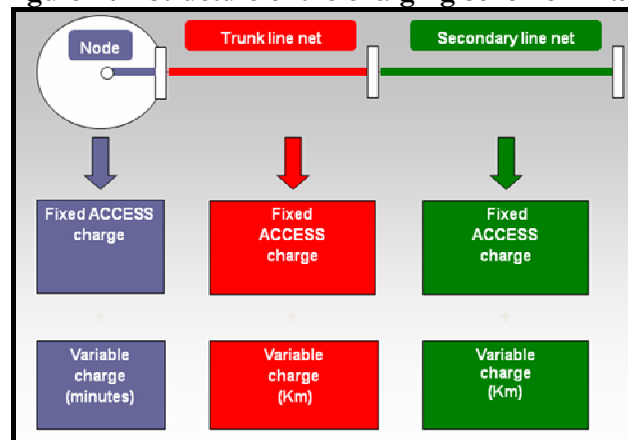 Node
Trunk line net
Secondary line net
Fixed ACCESS
charge
Fixed
ACCESS
charge
Fixed
ACCESS
charge
+
+
+
Variable
charge
(minutes)
Variable
charge
(Km)
Variable
charge
(Km)